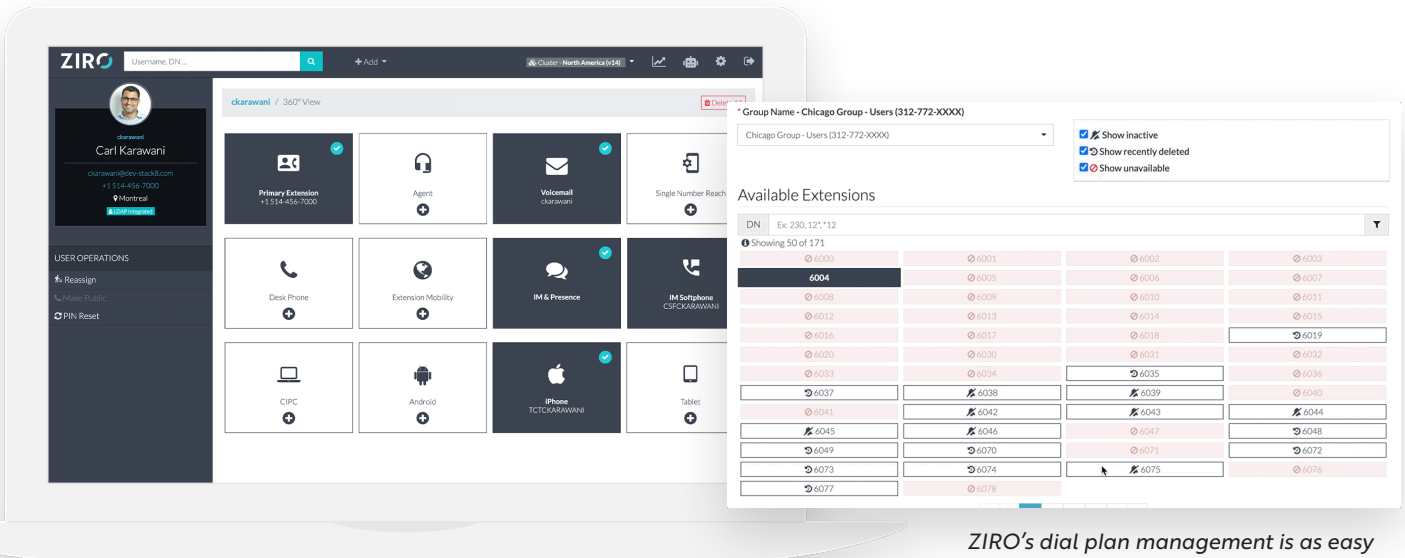 ZIRO
Username, DN ...
+ Add
Cluster - North America (v14)
ckarawani
Carl Karawani
ckarawani@dev-stack8.com
+1 514-456-7000
Montreal
LDAP Integrated
USER OPERATIONS
Reassign
Make Public
PIN Reset
ckarawani / 360° View
Primary Extension
+1 514-456-7000
Agent
Voicemail
ckarawani
Single Number Reach
Desk Phone
Extension Mobility
IM & Presence
IM Softphone
CSFCKARAWANI
CIPC
Android
iPhone
TCTCKARAWANI
Tablet
* Group Name - Chicago Group - Users (312-772-XXXX)
Chicago Group - Users (312-772-XXXX)
Show inactive
Show recently deleted
Show unavailable
Available Extensions
DN Ex: 230, 12*, *12
Showing 50 of 171
6000 6001 6002 6003
6004 6005 6006 6007
6008 6009 6010 6011
6012 6013 6014 6015
6016 6017 6018 6019
6020 6030 6031 6032
6033 6034 6035 6036
6037 6038 6039 6040
6041 6042 6043 6044
6045 6046 6047 6048
6049 6070 6071 6072
6073 6074 6075 6076
6077 6078
ZIRO’s dial plan management is as easy